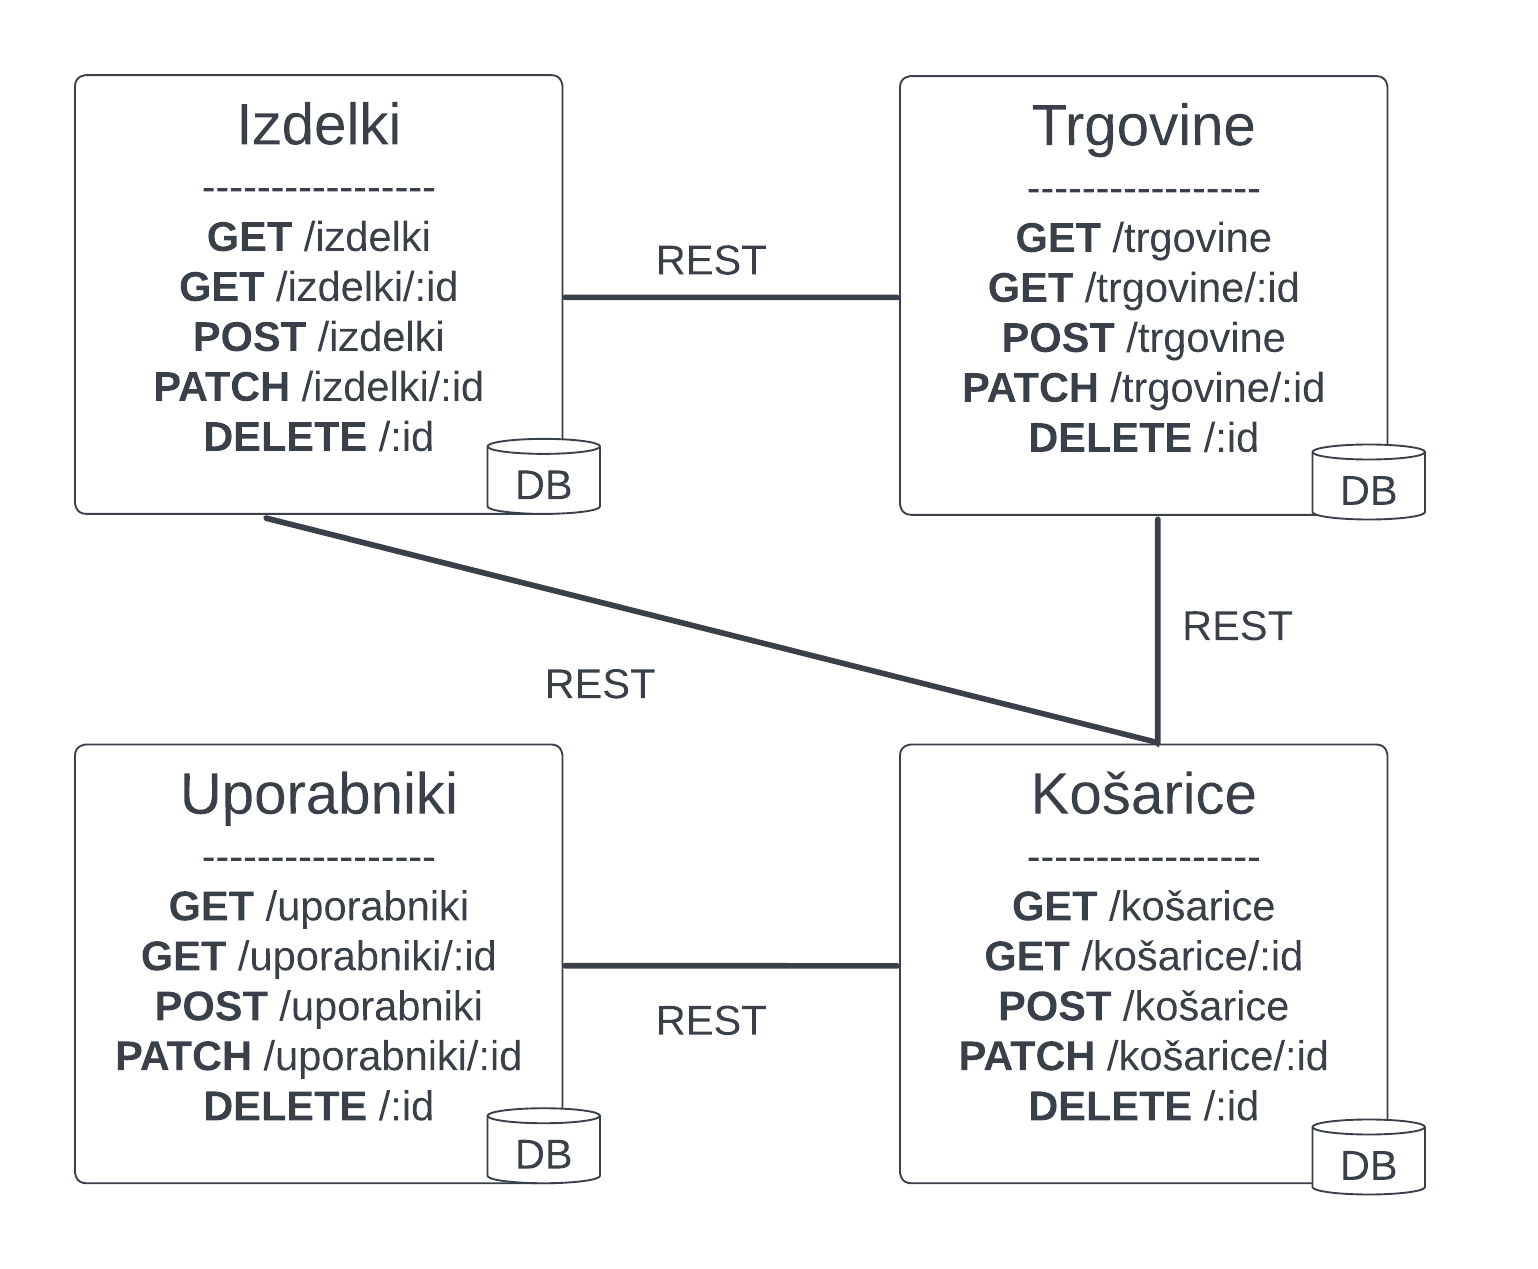 Izdelki
-----------------
GET /izdelki
GET /izdelki/:id
POST /izdelki
PATCH /izdelki/:id
DELETE /:id
DB
REST
Trgovine
-----------------
GET /trgovine
GET /trgovine/:id
POST /trgovine
PATCH /trgovine/:id
DELETE /:id
DB
REST
REST
Uporabniki
-----------------
GET /uporabniki
GET /uporabniki/:id
POST /uporabniki
PATCH /uporabniki/:id
DELETE /:id
DB
REST
Košarice
-----------------
GET /košarice
GET /košarice/:id
POST /košarice
PATCH /košarice/:id
DELETE /:id
DB